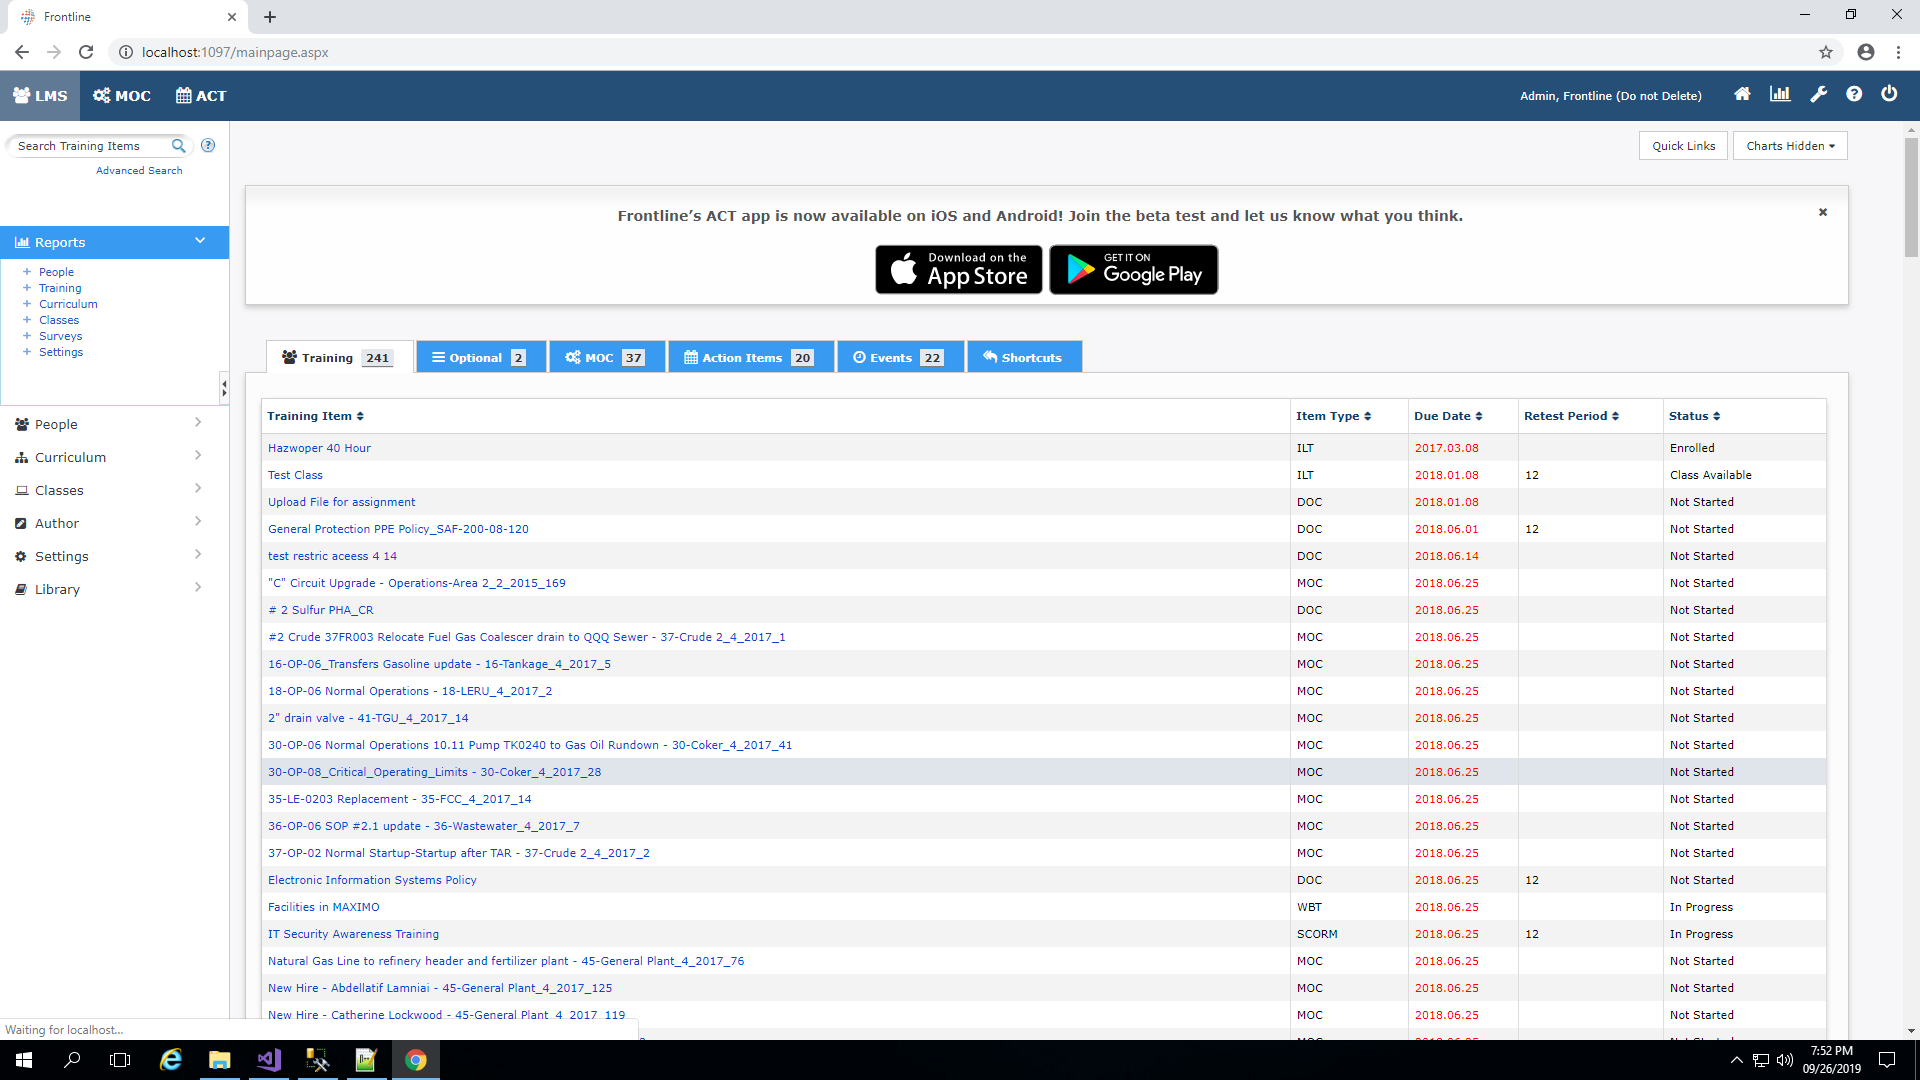 Frontline
localhost:1097/mainpage.aspx
LMS MOC ACT
Admin, Frontline (Do not Delete)
Search Training Items
Advanced Search
Quick Links
Charts Hidden
Frontline’s ACT app is now available on iOS and Android! Join the beta test and let us know what you think.
Download on the
App Store
GET IT ON
Google Play
Reports
People
Training
Curriculum
Classes
Surveys
Settings
People
Curriculum
Classes
Author
Settings
Library
Training 241 Optional 2 MOC 37 Action Items 20 Events 22 Shortcuts
Training Item Item Type Due Date Retest Period Status
Hazwoper 40 Hour ILT 2017.03.08 Enrolled
Test Class ILT 2018.01.08 12 Class Available
Upload File for assignment DOC 2018.01.08 Not Started
General Protection PPE Policy_SAF-200-08-120 DOC 2018.06.01 12 Not Started
test restric aceess 4 14 DOC 2018.06.14 Not Started
"C" Circuit Upgrade - Operations-Area 2_2_2015_169 MOC 2018.06.25 Not Started
# 2 Sulfur PHA_CR DOC 2018.06.25 Not Started
#2 Crude 37FR003 Relocate Fuel Gas Coalescer drain to QQQ Sewer - 37-Crude 2_4_2017_1 MOC 2018.06.25 Not Started
16-OP-06_Transfers Gasoline update - 16-Tankage_4_2017_5 MOC 2018.06.25 Not Started
18-OP-06 Normal Operations - 18-LERU_4_2017_2 MOC 2018.06.25 Not Started
2" drain valve - 41-TGU_4_2017_14 MOC 2018.06.25 Not Started
30-OP-06 Normal Operations 10.11 Pump TK0240 to Gas Oil Rundown - 30-Coker_4_2017_41 MOC 2018.06.25 Not Started
30-OP-08_Critical_Operating_Limits - 30-Coker_4_2017_28 MOC 2018.06.25 Not Started
35-LE-0203 Replacement - 35-FCC_4_2017_14 MOC 2018.06.25 Not Started
36-OP-06 SOP #2.1 update - 36-Wastewater_4_2017_7 MOC 2018.06.25 Not Started
37-OP-02 Normal Startup-Startup after TAR - 37-Crude 2_4_2017_2 MOC 2018.06.25 Not Started
Electronic Information Systems Policy DOC 2018.06.25 12 Not Started
Facilities in MAXIMO WBT 2018.06.25 In Progress
IT Security Awareness Training SCORM 2018.06.25 12 In Progress
Natural Gas Line to refinery header and fertilizer plant - 45-General Plant_4_2017_76 MOC 2018.06.25 Not Started
New Hire - Abdellatif Lamniai - 45-General Plant_4_2017_125 MOC 2018.06.25 Not Started
New Hire - Catherine Lockwood - 45-General Plant_4_2017_119 MOC 2018.06.25 Not Started
Waiting for localhost...
7:52 PM
09/26/2019